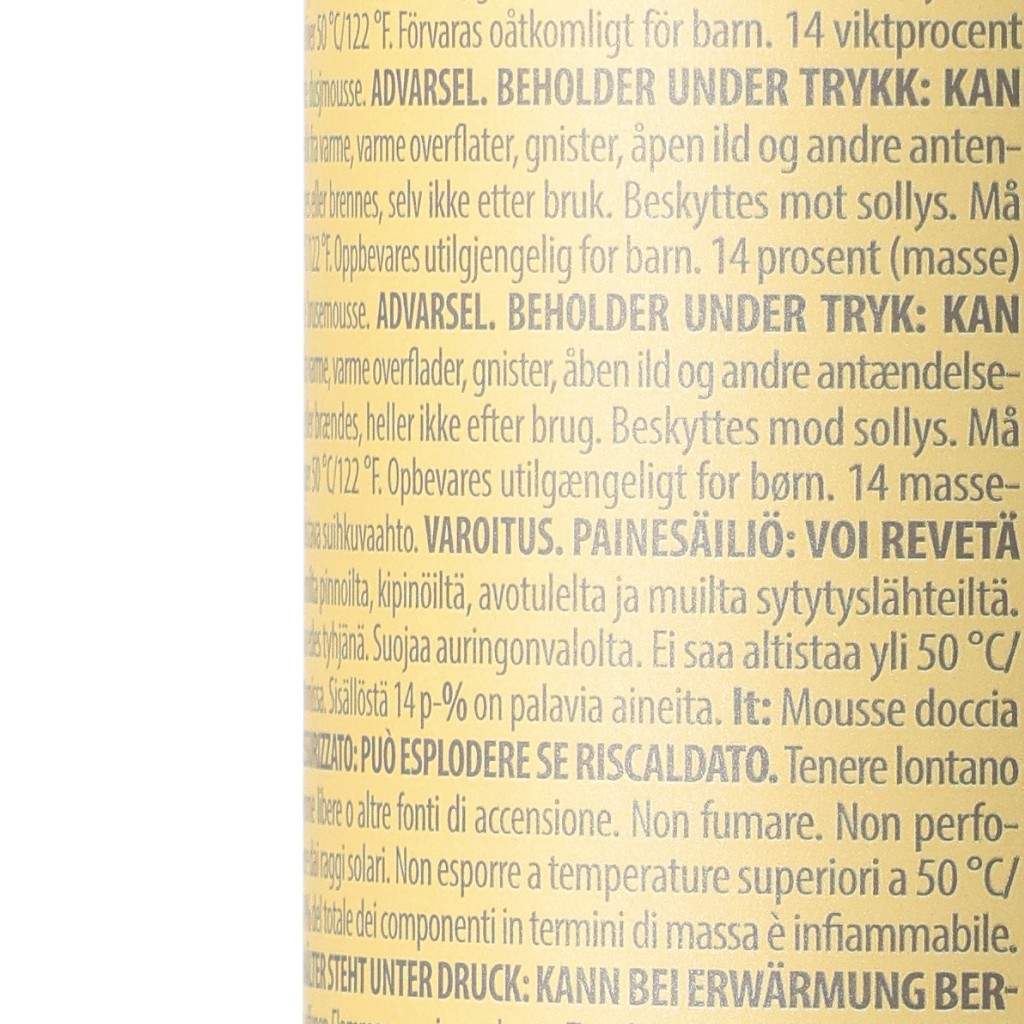 50 °C/122 °F. Förvaras oåtkomligt för barn. 14 viktprocent
ADVARSEL. BEHOLDER UNDER TRYKK: KAN
varme, varme overflater, gnister, åpen ild og andre anten-
eller brennes, selv ikke etter bruk. Beskyttes mot sollys. Må
122 °F. Oppbevares utilgjengelig for barn. 14 prosent (masse)
ADVARSEL. BEHOLDER UNDER TRYK: KAN
varme overflader, gnister, åben ild og andre antændelse-
brændes, heller ikke efter brug. Beskyttes mod sollys. Må
50 °C/122 °F. Opbevares utilgængeligt for børn. 14 masse-
suihkuvaahto. VAROITUS. PAINESÄILIÖ: VOI REVETÄ
pinnoilta, kipinöiltä, avotulelta ja muilta sytytyslähteiltä.
tyhjänä. Suojaa auringonvalolta. Ei saa altistaa yli 50 °C/
Sisällöstä 14 p-% on palavia aineita. It: Mousse doccia
PUÒ ESPLODERE SE RISCALDATO. Tenere lontano
libere o altre fonti di accensione. Non fumare. Non perfo-
dai raggi solari. Non esporre a temperature superiori a 50 °C/
del totale dei componenti in termini di massa è infiammabile.
STEHT UNTER DRUCK: KANN BEI ERWÄRMUNG BER-